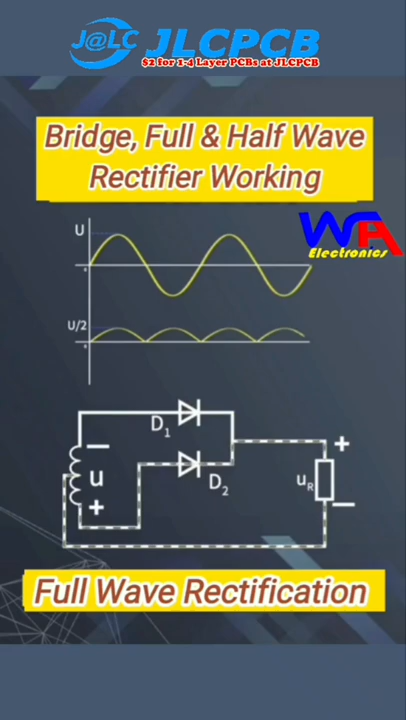 J@LC JLCPCB
$2 for 1-4 Layer PCBs at JLCPCB
Bridge, Full & Half Wave
Rectifier Working
WA
Electronics
U
U/2
D1
D2
−
u
+
uR
+
−
Full Wave Rectification